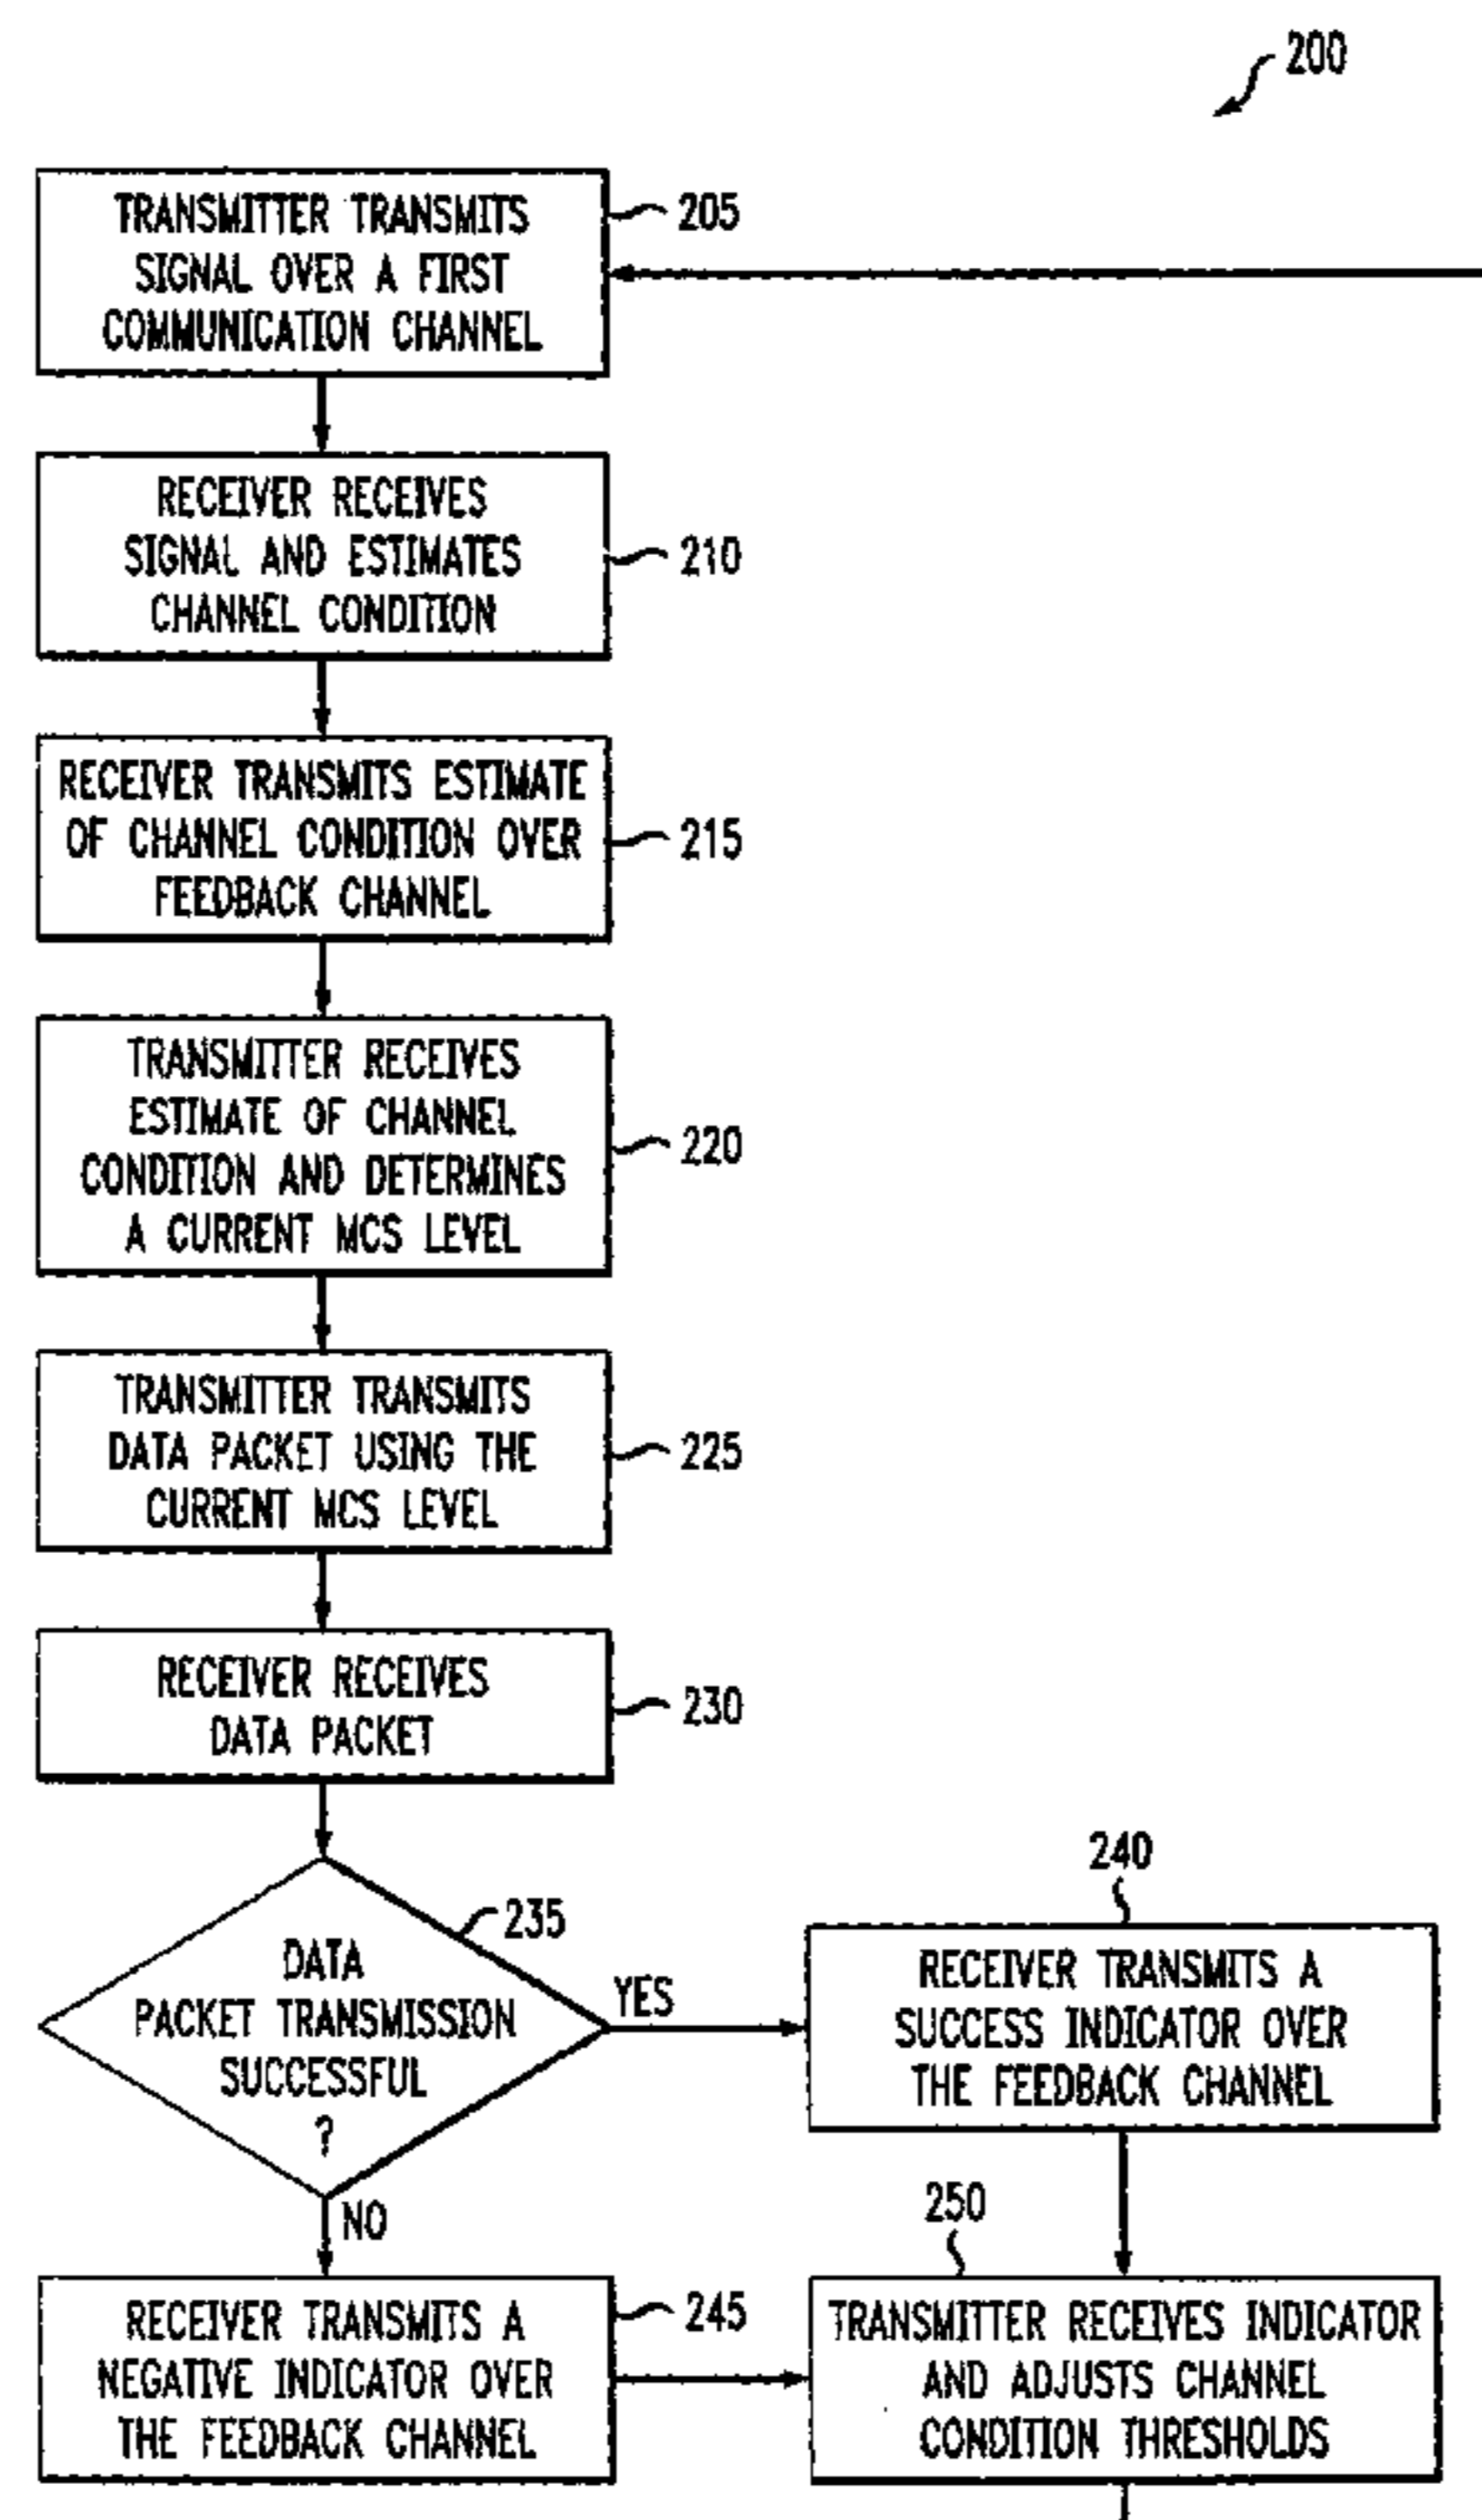 200
TRANSMITTER TRANSMITS
SIGNAL OVER A FIRST
COMMUNICATION CHANNEL
205
RECEIVER RECEIVES
SIGNAL AND ESTIMATES
CHANNEL CONDITION
210
RECEIVER TRANSMITS ESTIMATE
OF CHANNEL CONDITION OVER
FEEDBACK CHANNEL
215
TRANSMITTER RECEIVES
ESTIMATE OF CHANNEL
CONDITION AND DETERMINES
A CURRENT MCS LEVEL
220
TRANSMITTER TRANSMITS
DATA PACKET USING THE
CURRENT MCS LEVEL
225
RECEIVER RECEIVES
DATA PACKET
230
DATA
PACKET TRANSMISSION
SUCCESSFUL
?
235
YES
NO
240
RECEIVER TRANSMITS A
SUCCESS INDICATOR OVER
THE FEEDBACK CHANNEL
RECEIVER TRANSMITS A
NEGATIVE INDICATOR OVER
THE FEEDBACK CHANNEL
245
250
TRANSMITTER RECEIVES INDICATOR
AND ADJUSTS CHANNEL
CONDITION THRESHOLDS